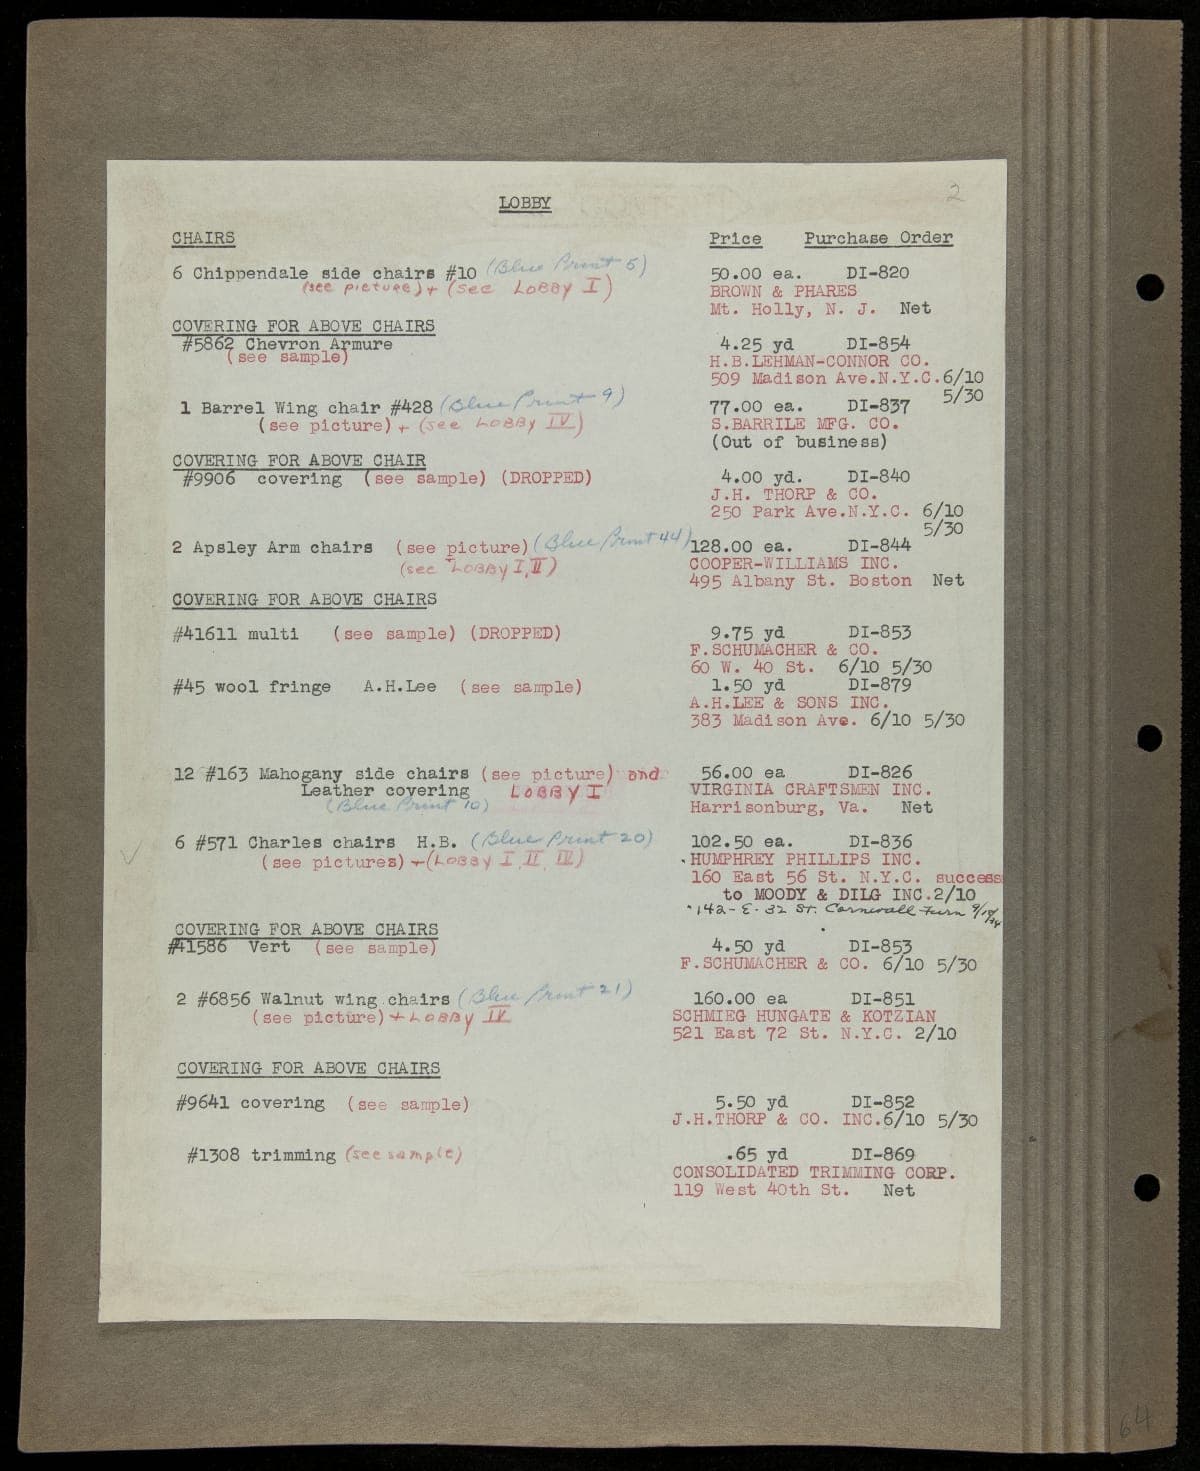 2
LOBBY
CHAIRS Price Purchase Order
6 Chippendale side chairs #10 (Blue Print 5) 50.00 ea. DI-820
(see picture) + (see LOBBY I) BROWN & PHARES
Mt. Holly, N. J. Net
COVERING FOR ABOVE CHAIRS
#5862 Chevron Armure 4.25 yd DI-854
(see sample) H.B.LEHMAN-CONNOR CO.
509 Madison Ave.N.Y.C.6/10
5/30
1 Barrel Wing chair #428 (Blue Print 9) 77.00 ea. DI-837
(see picture) + (see LOBBY IV) S.BARRILE MFG. CO.
(Out of business)
COVERING FOR ABOVE CHAIR
#9906 covering (see sample) (DROPPED) 4.00 yd. DI-840
J.H. THORP & CO.
250 Park Ave.N.Y.C. 6/10
5/30
2 Apsley Arm chairs (see picture) (Blue Print 44) 128.00 ea. DI-844
(see LOBBY I, II) COOPER-WILLIAMS INC.
495 Albany St. Boston Net
COVERING FOR ABOVE CHAIRS
#41611 multi (see sample) (DROPPED) 9.75 yd DI-853
F.SCHUMACHER & CO.
60 W. 40 St. 6/10 5/30
#45 wool fringe A.H.Lee (see sample) 1.50 yd DI-879
A.H.LEE & SONS INC.
383 Madison Ave. 6/10 5/30
12 #163 Mahogany side chairs (see picture) and 56.00 ea DI-826
Leather covering LOBBY I VIRGINIA CRAFTSMEN INC.
(Blue Print 10) Harrisonburg, Va. Net
6 #571 Charles chairs H.B. (Blue Print 20) 102.50 ea. DI-836
(see pictures) + (LOBBY I, II, IV) HUMPHREY PHILLIPS INC.
160 East 56 St. N.Y.C. success
to MOODY & DILG INC.2/10
142-E-32 St. Cornwall Furn
COVERING FOR ABOVE CHAIRS
#41586 Vert (see sample) 4.50 yd DI-853
F.SCHUMACHER & CO. 6/10 5/30
2 #6856 Walnut wing chairs (Blue Print 21) 160.00 ea DI-851
(see picture) + LOBBY IV SCHMIEG HUNGATE & KOTZIAN
521 East 72 St. N.Y.C. 2/10
COVERING FOR ABOVE CHAIRS
#9641 covering (see sample) 5.50 yd DI-852
J.H.THORP & CO. INC.6/10 5/30
#1308 trimming (see sample) .65 yd DI-869
CONSOLIDATED TRIMMING CORP.
119 West 40th St. Net
64